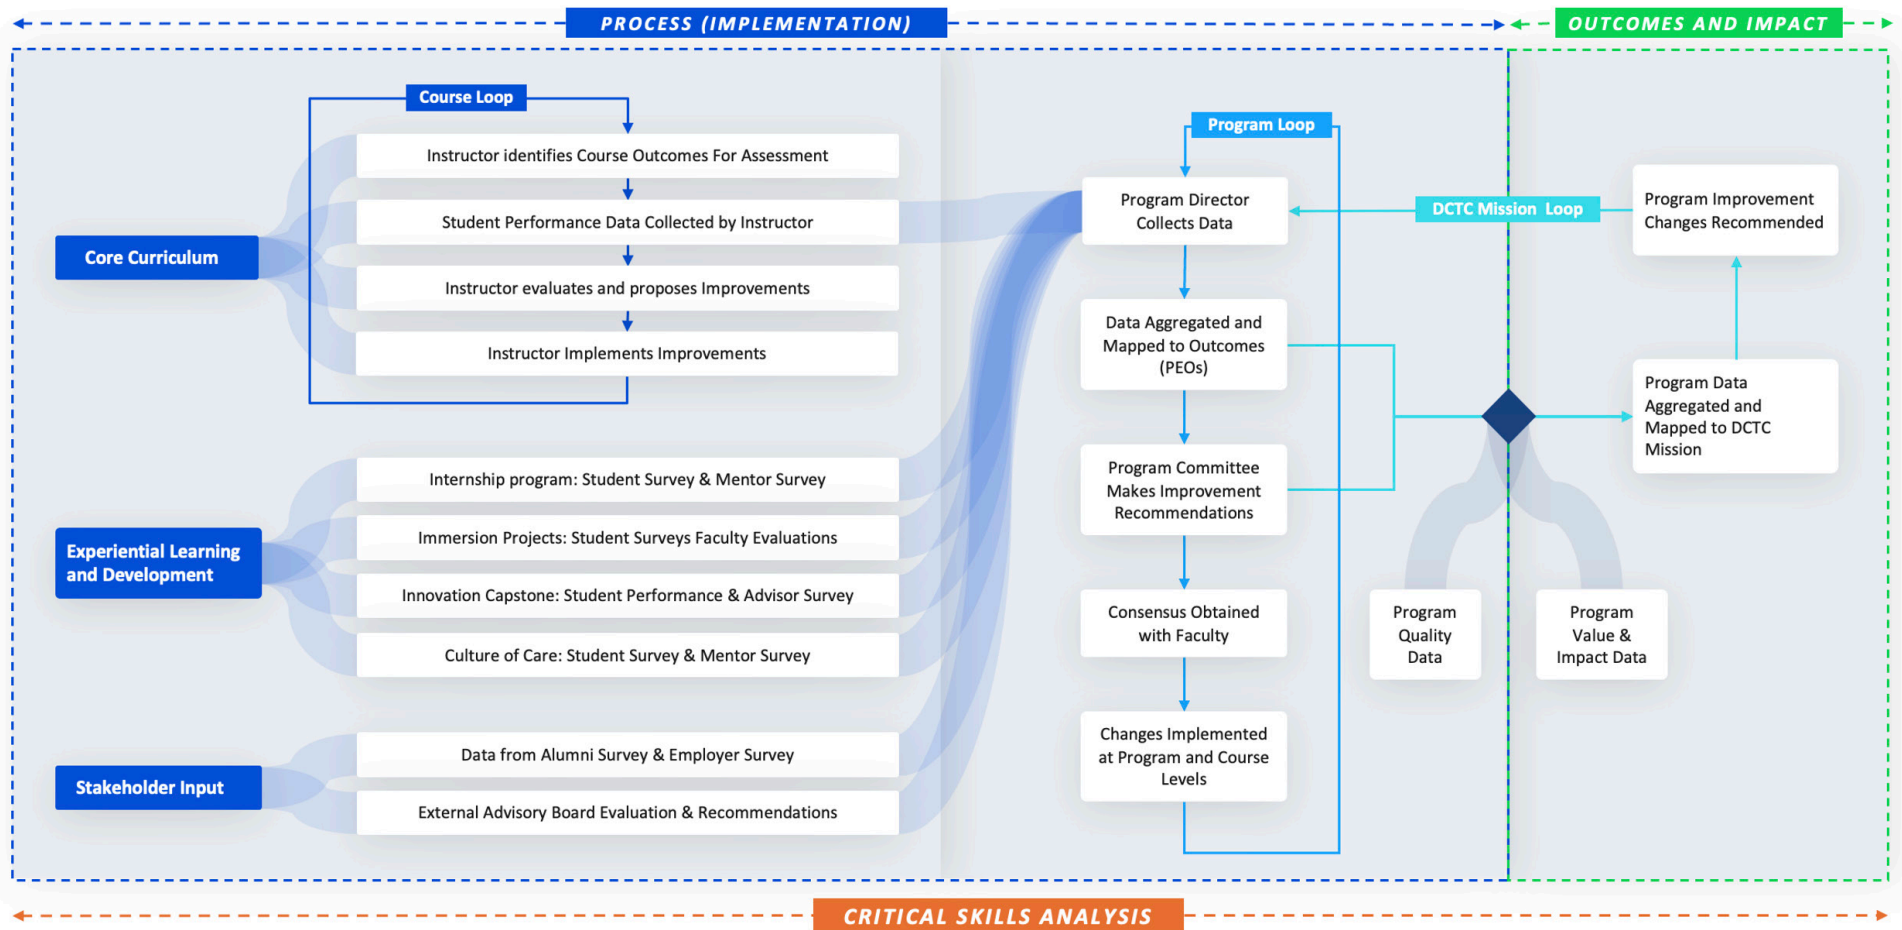 PROCESS (IMPLEMENTATION)
OUTCOMES AND IMPACT
Course Loop
Instructor identifies Course Outcomes For Assessment
Student Performance Data Collected by Instructor
Instructor evaluates and proposes Improvements
Instructor Implements Improvements
Core Curriculum
Internship program: Student Survey & Mentor Survey
Immersion Projects: Student Surveys Faculty Evaluations
Innovation Capstone: Student Performance & Advisor Survey
Culture of Care: Student Survey & Mentor Survey
Experiential Learning
and Development
Data from Alumni Survey & Employer Survey
External Advisory Board Evaluation & Recommendations
Stakeholder Input
Program Loop
Program Director
Collects Data
Data Aggregated and
Mapped to Outcomes
(PEOs)
Program Committee
Makes Improvement
Recommendations
Consensus Obtained
with Faculty
Changes Implemented
at Program and Course
Levels
DCTC Mission Loop
Program Improvement
Changes Recommended
Program Data
Aggregated and
Mapped to DCTC
Mission
Program
Quality
Data
Program
Value &
Impact Data
CRITICAL SKILLS ANALYSIS